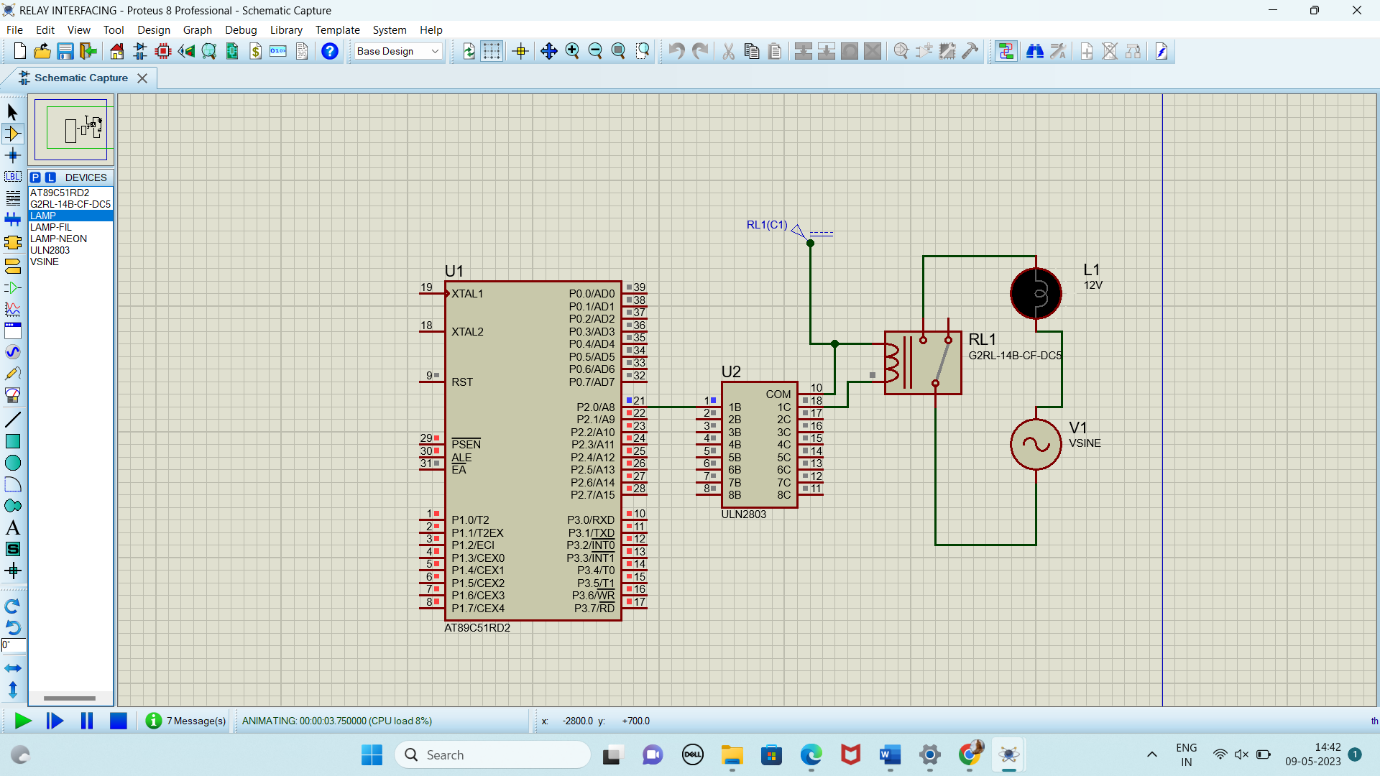 RELAY INTERFACING - Proteus 8 Professional - Schematic Capture
File Edit View Tool Design Graph Debug Library Template System Help
Base Design
Schematic Capture
P L DEVICES
AT89C51RD2
G2RL-14B-CF-DC5
LAMP
LAMP-FIL
LAMP-NEON
ULN2803
VSINE
LBL
A
S
0°
RL1(C1)
U1
19 XTAL1
18 XTAL2
9 RST
29 PSEN
30 ALE
31 EA
1 P1.0/T2
2 P1.1/T2EX
3 P1.2/ECI
4 P1.3/CEX0
5 P1.4/CEX1
6 P1.5/CEX2
7 P1.6/CEX3
8 P1.7/CEX4
P0.0/AD0 39
P0.1/AD1 38
P0.2/AD2 37
P0.3/AD3 36
P0.4/AD4 35
P0.5/AD5 34
P0.6/AD6 33
P0.7/AD7 32
P2.0/A8 21
P2.1/A9 22
P2.2/A10 23
P2.3/A11 24
P2.4/A12 25
P2.5/A13 26
P2.6/A14 27
P2.7/A15 28
P3.0/RXD 10
P3.1/TXD 11
P3.2/INT0 12
P3.3/INT1 13
P3.4/T0 14
P3.5/T1 15
P3.6/WR 16
P3.7/RD 17
AT89C51RD2
U2
COM 10
1 1B 1C 18
2 2B 2C 17
3 3B 3C 16
4 4B 4C 15
5 5B 5C 14
6 6B 6C 13
7 7B 7C 12
8 8B 8C 11
ULN2803
RL1
G2RL-14B-CF-DC5
L1
12V
V1
VSINE
7 Message(s) ANIMATING: 00:00:03.750000 (CPU load 8%) x: -2800.0 y: +700.0 th
Search
DELL
ENG
IN
14:42
09-05-2023
1